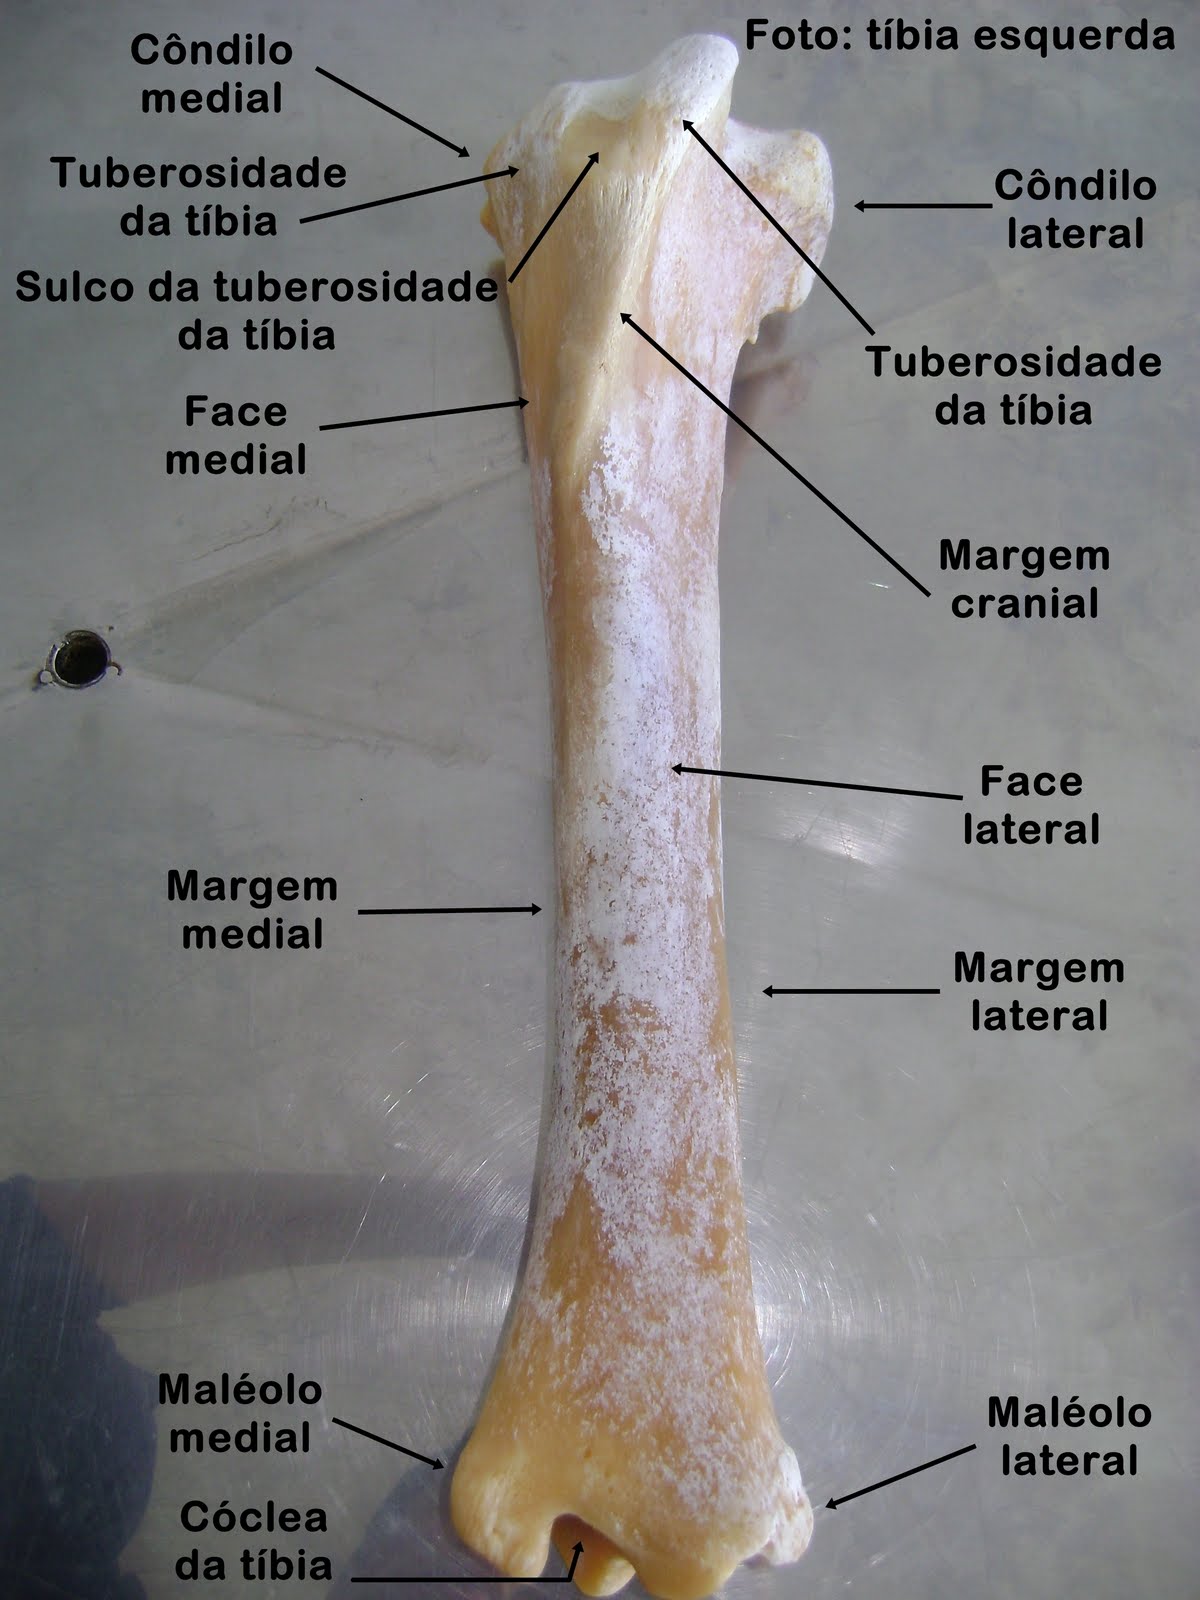 Foto: tíbia esquerda
Côndilo
medial
Tuberosidade
da tíbia
Sulco da tuberosidade
da tíbia
Face
medial
Côndilo
lateral
Tuberosidade
da tíbia
Margem
cranial
Face
lateral
Margem
medial
Margem
lateral
Maléolo
medial
Cóclea
da tíbia
Maléolo
lateral